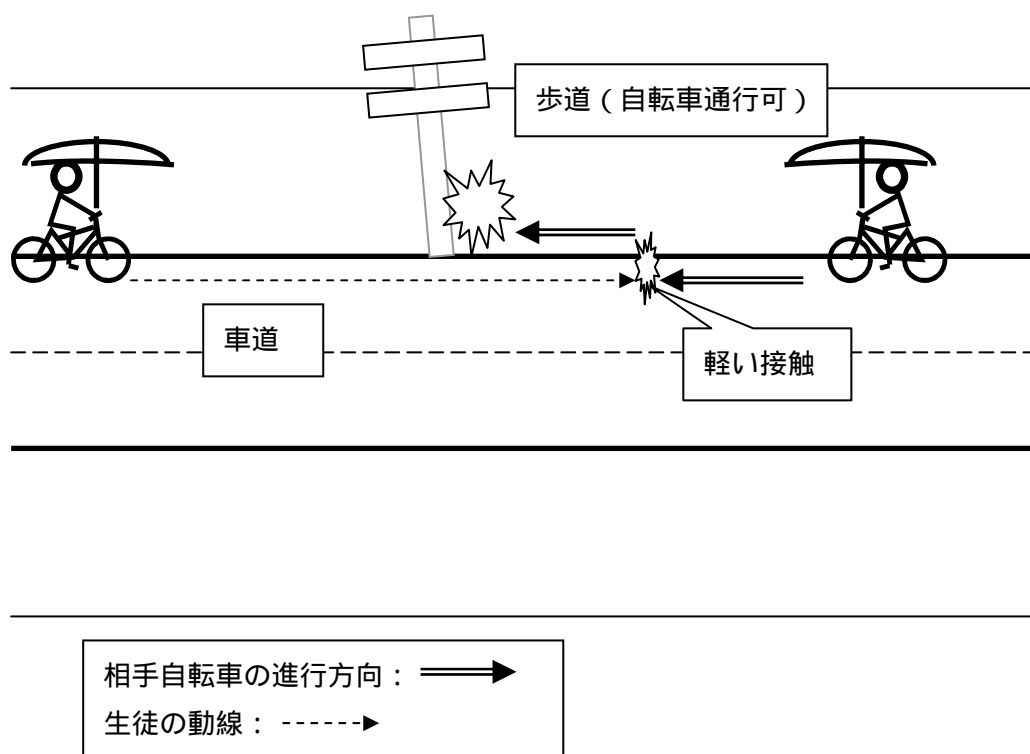 歩道（自転車通行可）
車道
軽い接触
相手自転車の進行方向：
生徒の動線：